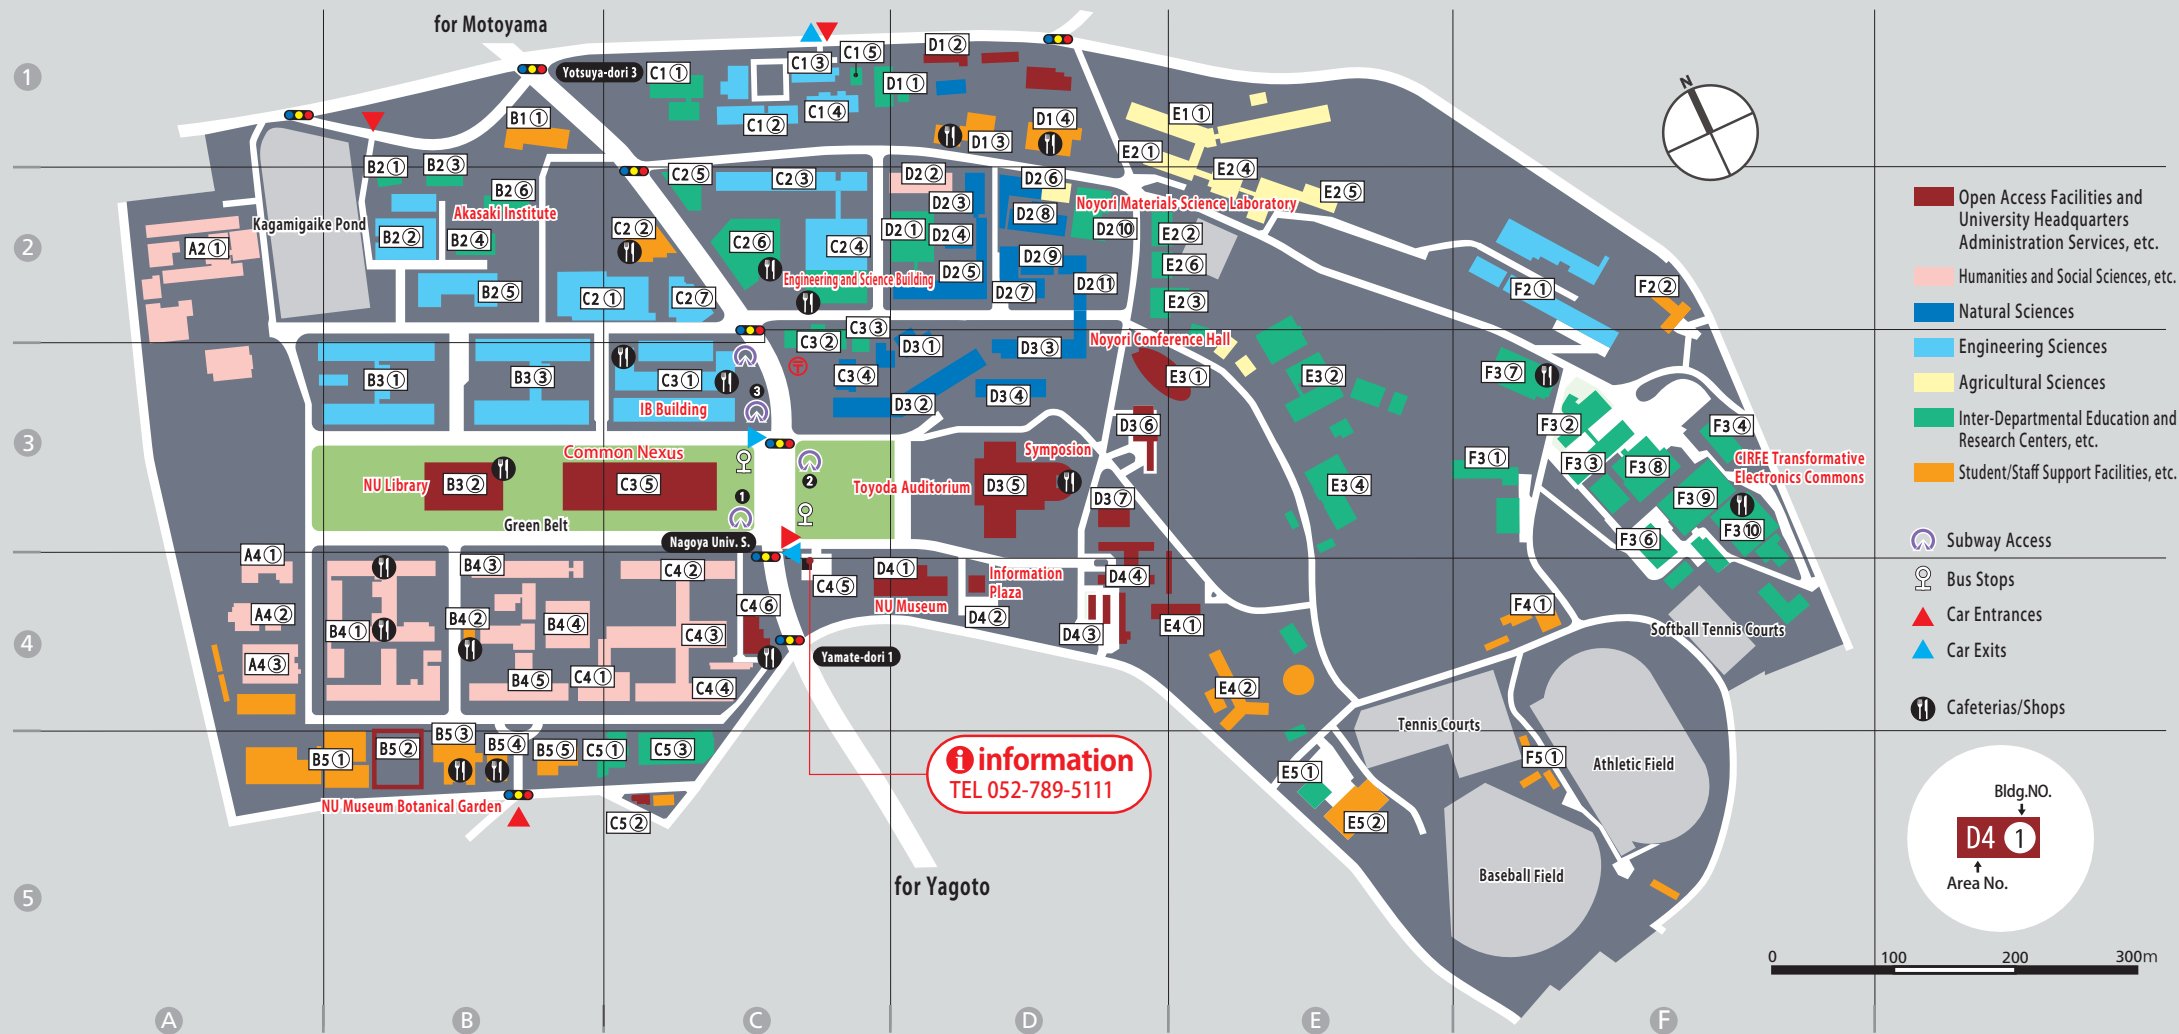 for Motoyama
Yotsuya-dori 3
C1①
C1③
C1⑤
D1②
D1①
C1②
C1④
B1①
D1③
D1④
E1①
E2①
N
1
B2①
B2③
B2⑥
Akasaki Institute
Kagamigaike Pond
A2①
B2②
B2④
B2⑤
C2⑤
C2③
C2②
C2⑥
C2④
C2①
C2⑦
Engineering and Science Building
D2②
D2③
D2①
D2④
D2⑤
D2⑥
D2⑧
D2⑨
D2⑦
D2⑩
D2⑪
Noyori Materials Science Laboratory
E2④
E2⑤
E2②
E2⑥
E2③
F2①
F2②
2
B3①
B3③
C3①
IB Building
C3②
C3③
C3④
D3①
D3②
D3③
D3④
Noyori Conference Hall
E3①
E3②
D3⑥
3
Common Nexus
NU Library
B3②
C3⑤
Green Belt
1
2
Toyoda Auditorium
Symposion
D3⑤
D3⑦
E3④
F3⑦
F3②
F3①
F3③
F3⑧
F3④
CIRFE Transformative
Electronics Commons
F3⑨
F3⑩
F3⑥
3
Nagoya Univ. S.
A4①
A4②
A4③
B4③
B4②
B4①
B4④
B4⑤
C4②
C4⑥
C4③
C4①
C4④
C4⑤
D4①
NU Museum
Information
Plaza
D4②
D4④
D4③
E4①
E4②
F4①
Softball Tennis Courts
Yamate-dori 1
4
B5①
B5②
B5③
B5④
B5⑤
C5①
C5③
C5②
NU Museum Botanical Garden
information
TEL 052-789-5111
Tennis Courts
E5①
E5②
F5①
Athletic Field
Baseball Field
for Yagoto
5
A
B
C
D
E
F
Open Access Facilities and
University Headquarters
Administration Services, etc.
Humanities and Social Sciences, etc.
Natural Sciences
Engineering Sciences
Agricultural Sciences
Inter-Departmental Education and
Research Centers, etc.
Student/Staff Support Facilities, etc.
Subway Access
Bus Stops
Car Entrances
Car Exits
Cafeterias/Shops
Bldg.NO.
D4 1
Area No.
0 100 200 300m